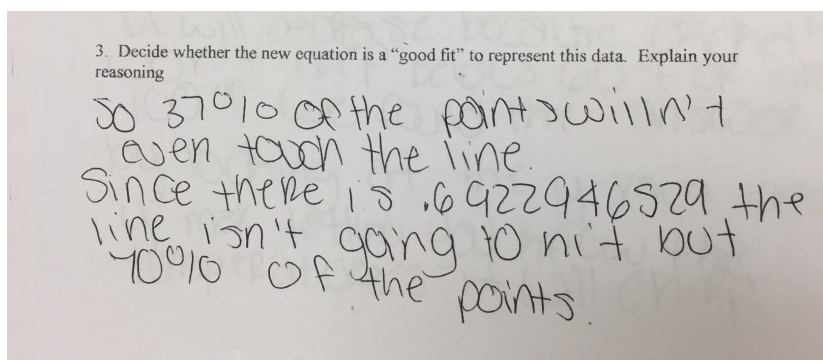 3. Decide whether the new equation is a “good fit” to represent this data. Explain your
reasoning
So 37% of the points willn't
even touch the line.
Since there is .6922946529 the
line isn't going to hit but
70% of the points.